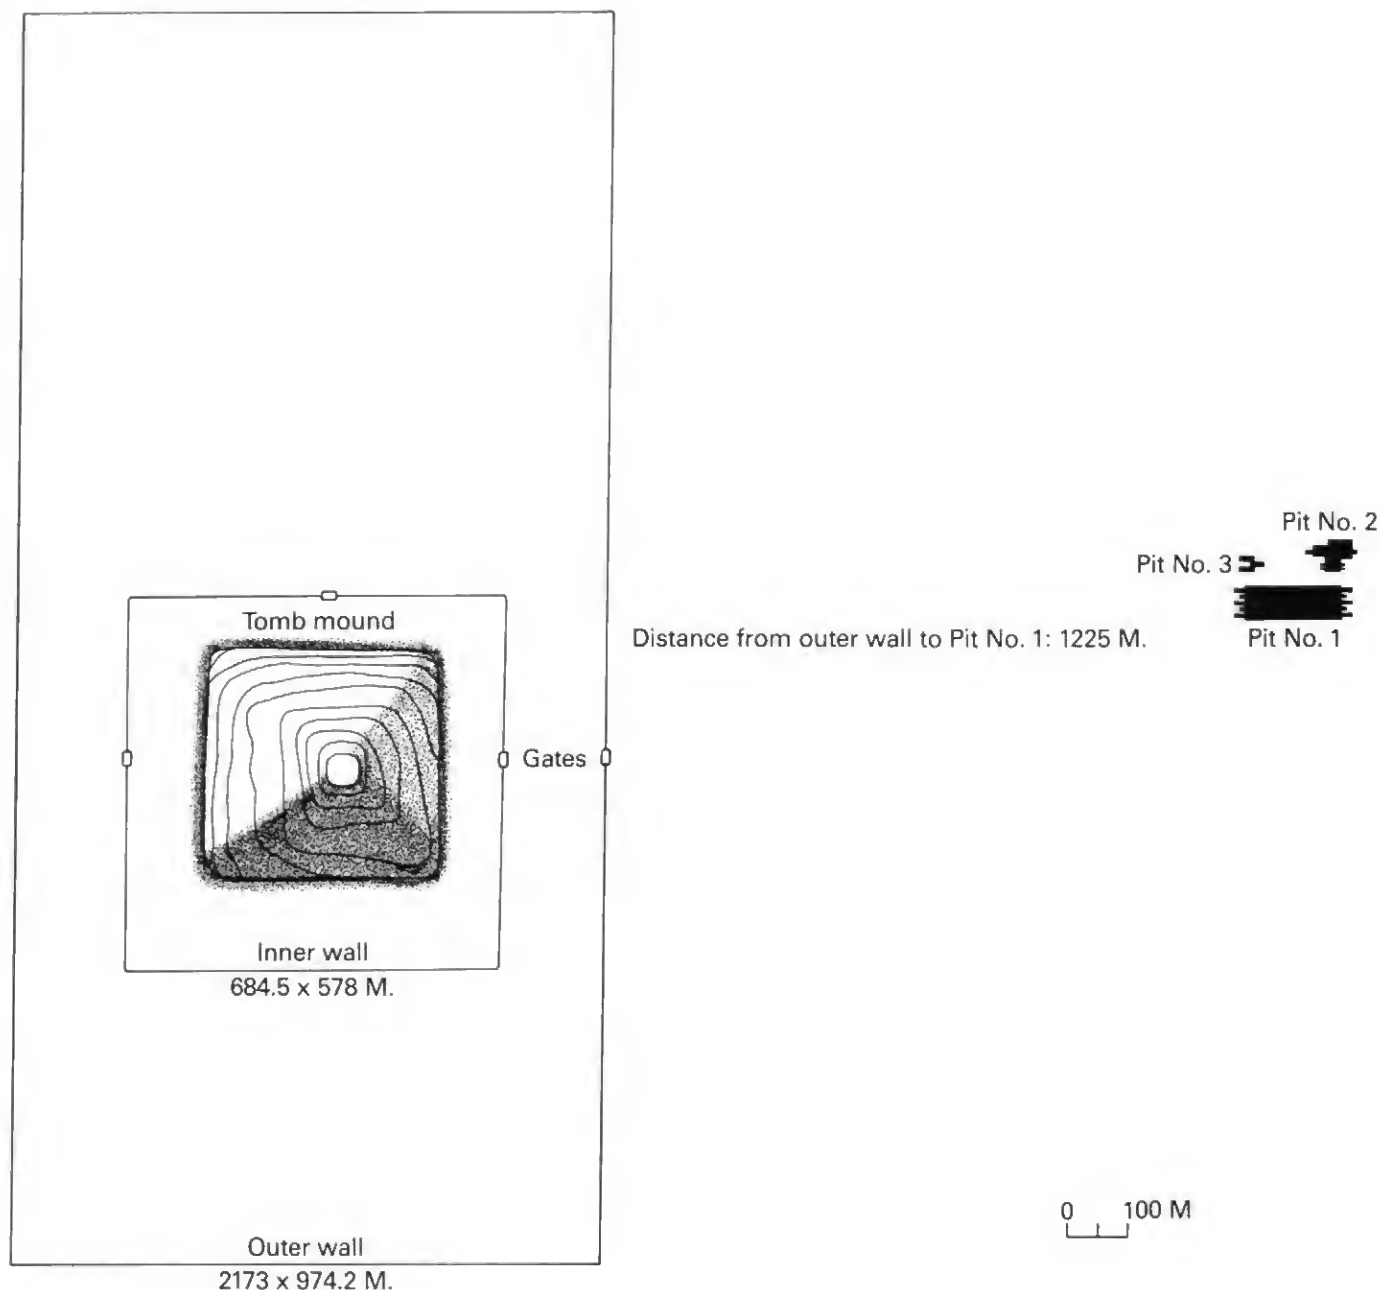 Pit No. 2
Pit No. 3
Tomb mound
Distance from outer wall to Pit No. 1: 1225 M.
Pit No. 1
Gates
Inner wall
684.5 x 578 M.
0 100 M
Outer wall
2173 x 974.2 M.